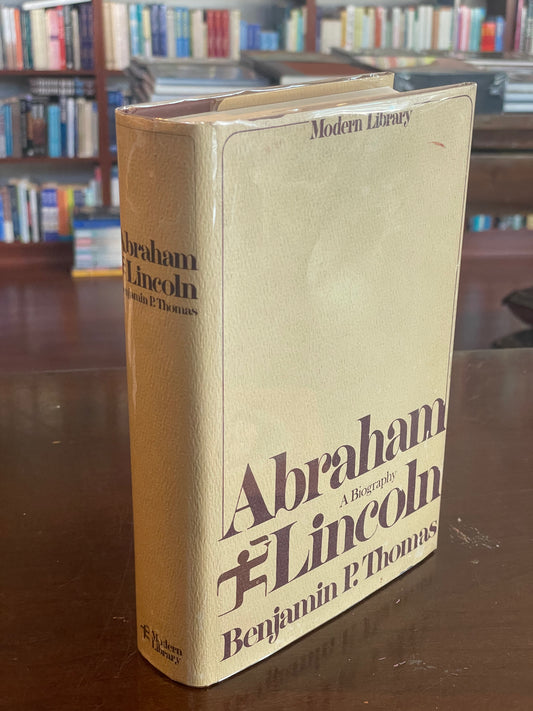 Modern Library
Abraham
A Biography
Lincoln
Benjamin P. Thomas
Abraham
Lincoln
Benjamin P. Thomas
Modern
Library